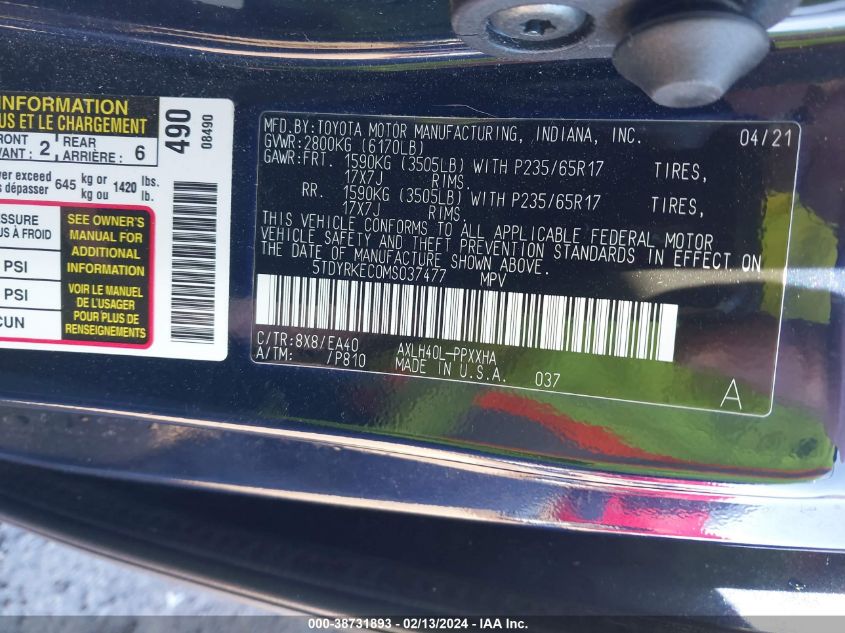 INFORMATION
US ET LE CHARGEMENT
FRONT
VANT : 2
REAR
ARRIÈRE : 6
ever exceed
s dépasser 645 kg or
kg ou 1420 lbs.
lb.
ESSURE
US À FROID
SEE OWNER'S
MANUAL FOR
ADDITIONAL
INFORMATION
PSI
PSI
CUN
VOIR LE MANUEL
DE L'USAGER
POUR PLUS DE
RENSEIGNEMENTS
490
08490
MFD.BY:TOYOTA MOTOR MANUFACTURING, INDIANA, INC. 04/21
GVWR:2800KG (6170LB)
GAWR:FRT. 1590KG (3505LB) WITH P235/65R17 TIRES,
17X7J RIMS.
RR. 1590KG (3505LB) WITH P235/65R17 TIRES,
17X7J RIMS.
THIS VEHICLE CONFORMS TO ALL APPLICABLE FEDERAL MOTOR
VEHICLE SAFETY AND THEFT PREVENTION STANDARDS IN EFFECT ON
THE DATE OF MANUFACTURE SHOWN ABOVE.
5TDYRKEC0MS037477 MPV
C/TR:8X8/EA40 AXLH40L-PPXXHA
A/TM: /P810 MADE IN U.S.A. 037
A
000-38731893 - 02/13/2024 - IAA Inc.